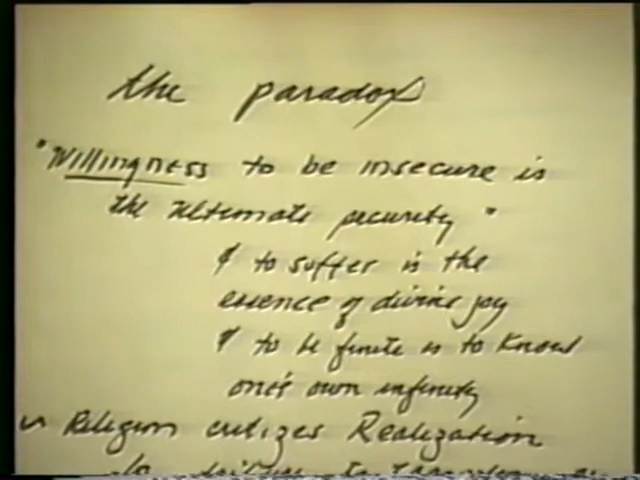 the paradox
"Willingness to be insecure is
the ultimate security"
& to suffer is the
essence of divine joy
& to be finite is to know
one's own infinity
Religion Realization
to